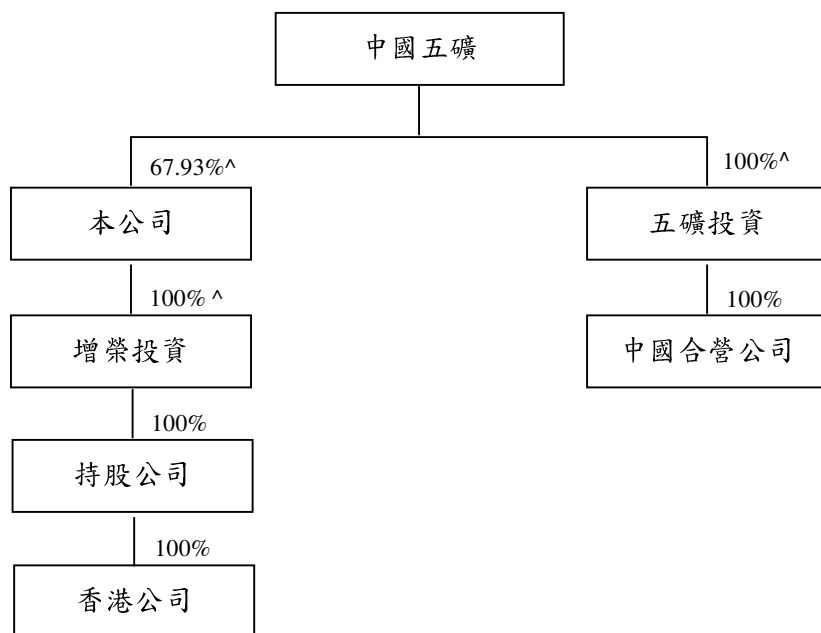 中國五礦
67.93%^
100%^
本公司
五礦投資
100% ^
100%
增榮投資
中國合營公司
100%
持股公司
100%
香港公司